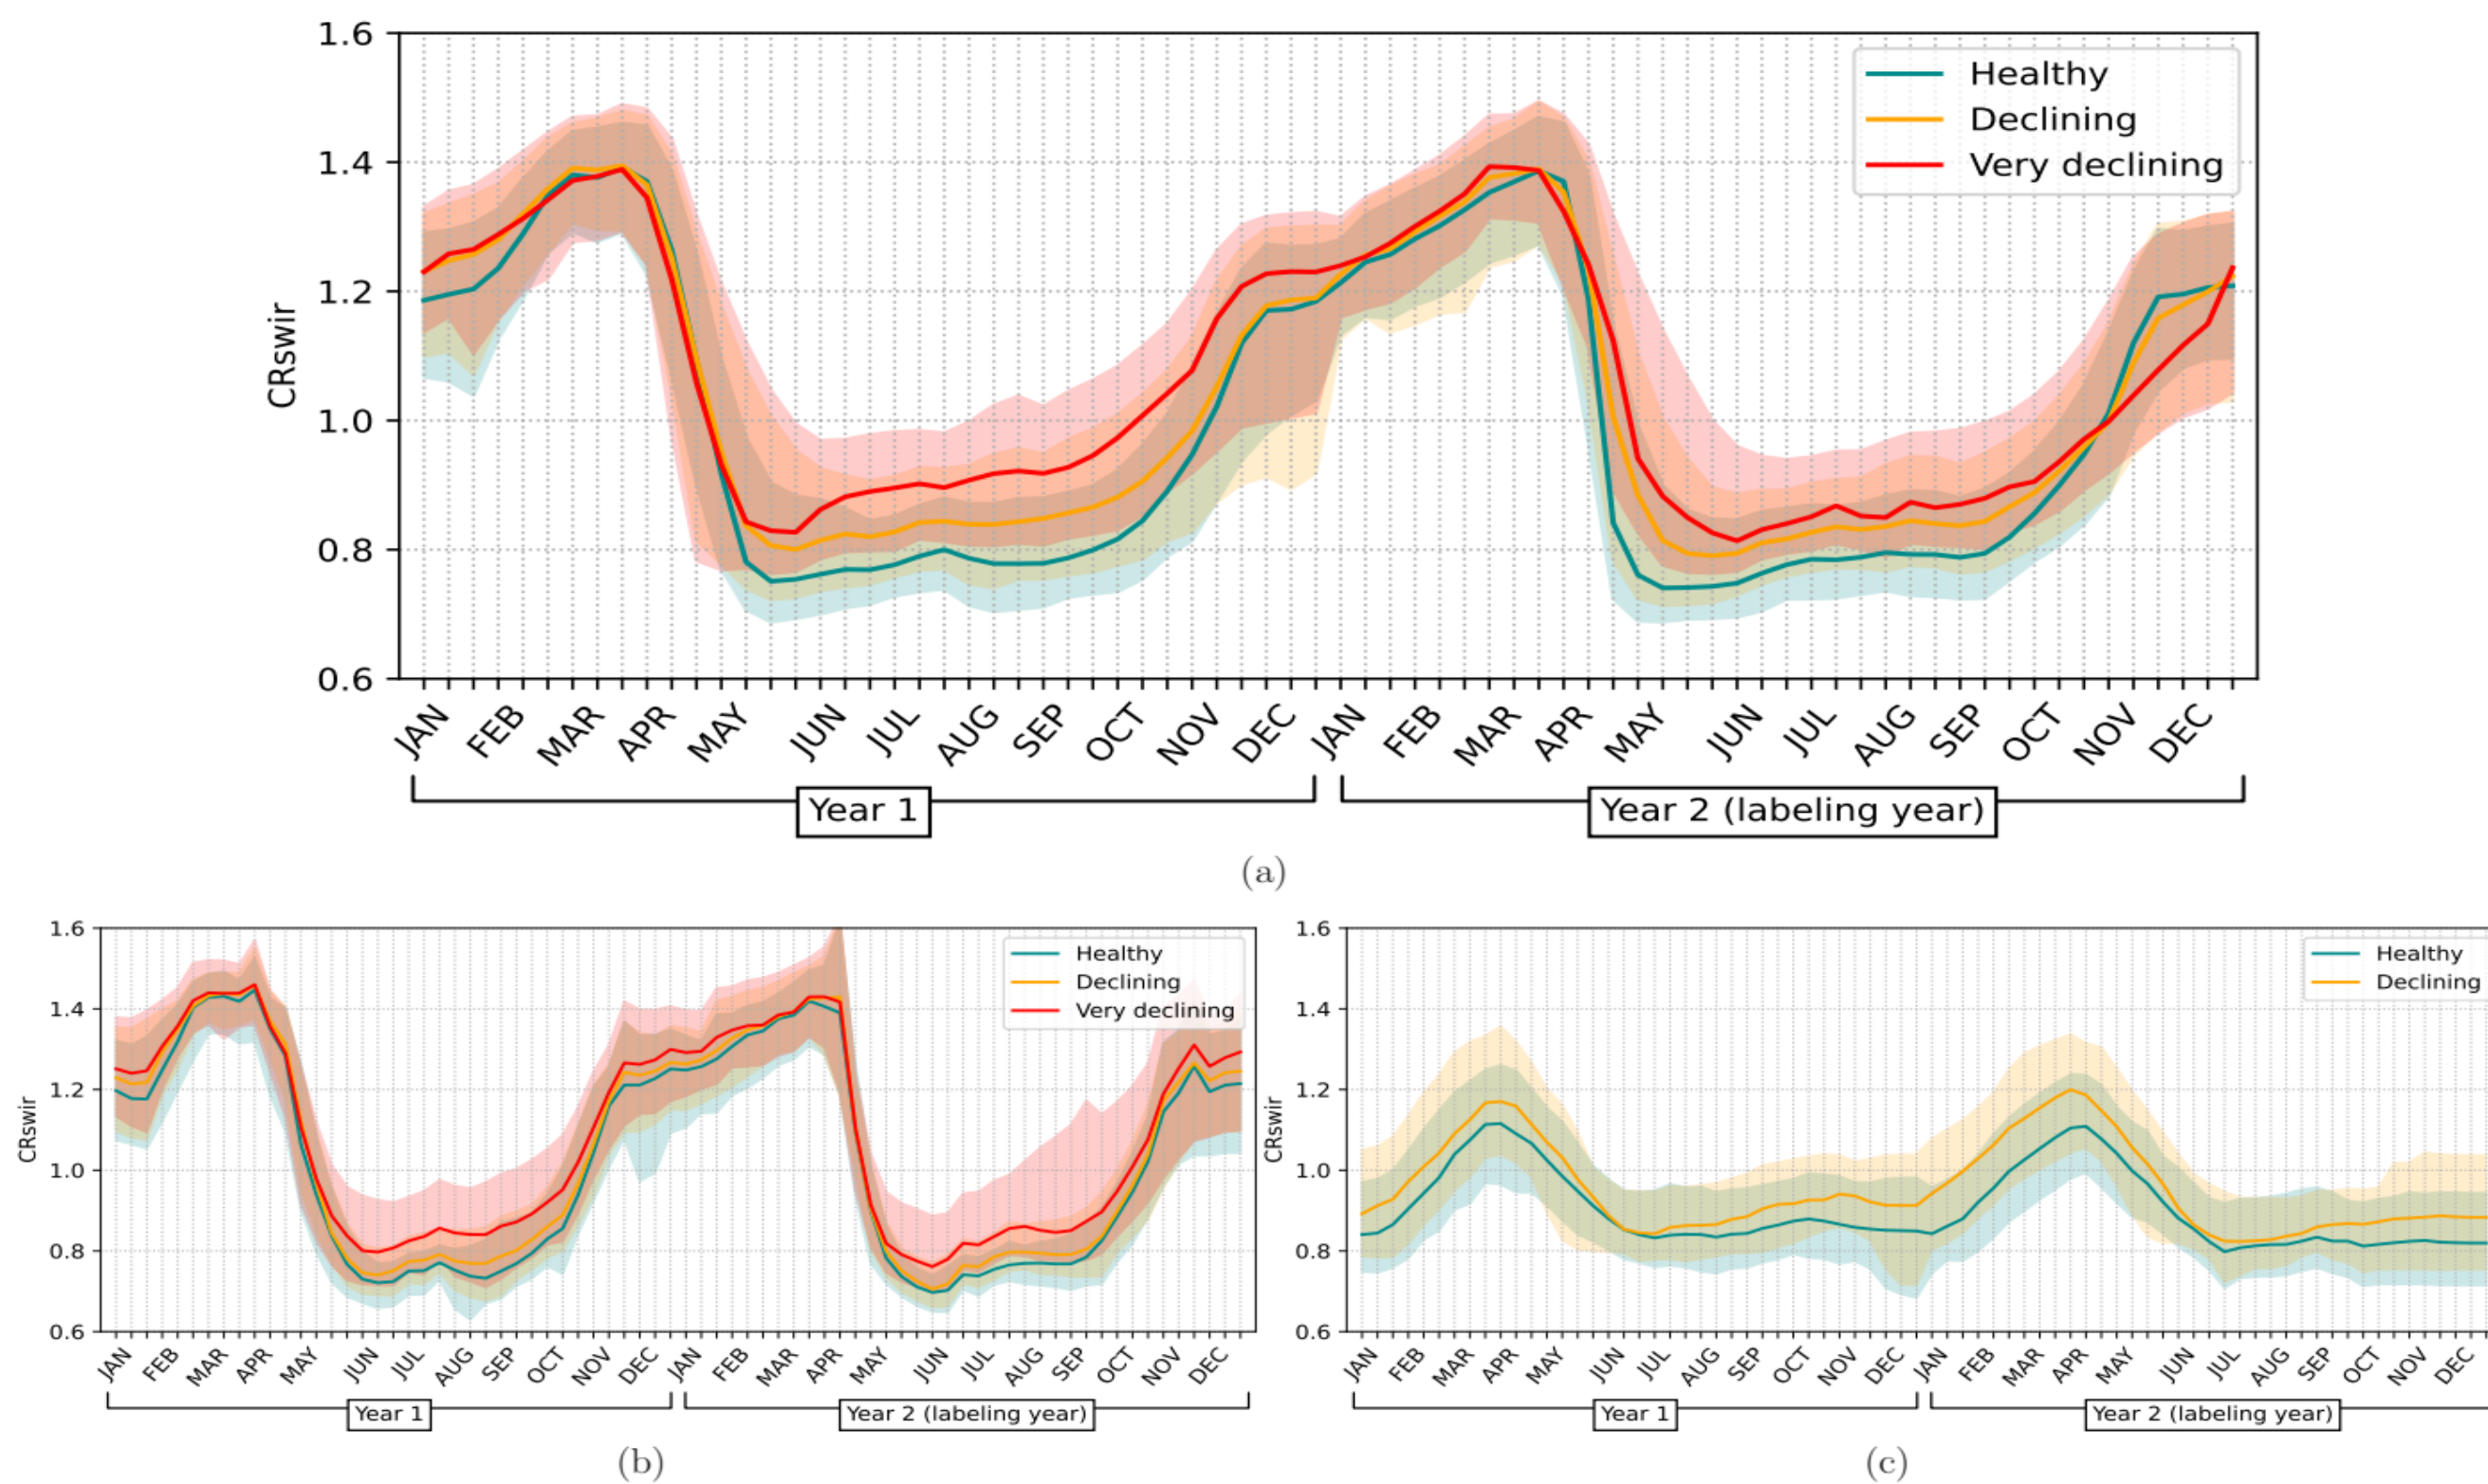 1.6
1.4
1.2
1.0
0.8
0.6
CRswir
Healthy
Declining
Very declining
JAN FEB MAR APR MAY JUN JUL AUG SEP OCT NOV DEC JAN FEB MAR APR MAY JUN JUL AUG SEP OCT NOV DEC
Year 1 Year 2 (labeling year)
(a)
1.6
1.4
1.2
1.0
0.8
0.6
CRswir
Healthy
Declining
Very declining
JAN FEB MAR APR MAY JUN JUL AUG SEP OCT NOV DEC JAN FEB MAR APR MAY JUN JUL AUG SEP OCT NOV DEC
Year 1 Year 2 (labeling year)
(b)
1.6
1.4
1.2
1.0
0.8
0.6
CRswir
Healthy
Declining
JAN FEB MAR APR MAY JUN JUL AUG SEP OCT NOV DEC JAN FEB MAR APR MAY JUN JUL AUG SEP OCT NOV DEC
Year 1 Year 2 (labeling year)
(c)